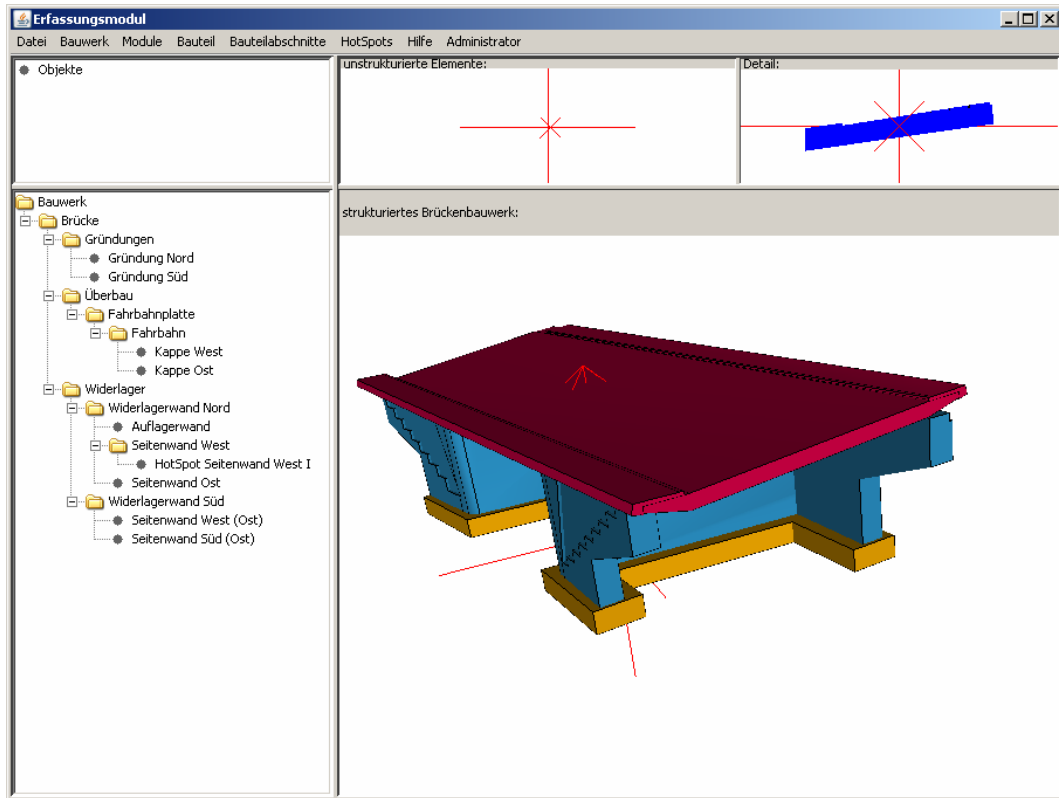 Erfassungsmodul
Datei Bauwerk Module Bauteil Bauteilabschnitte HotSpots Hilfe Administrator
Objekte
unstrukturierte Elemente:
Detail:
Bauwerk
Brücke
Gründungen
Gründung Nord
Gründung Süd
Überbau
Fahrbahnplatte
Fahrbahn
Kappe West
Kappe Ost
Widerlager
Widerlagerwand Nord
Auflagerwand
Seitenwand West
HotSpot Seitenwand West I
Seitenwand Ost
Widerlagerwand Süd
Seitenwand West (Ost)
Seitenwand Süd (Ost)
strukturiertes Brückenbauwerk: